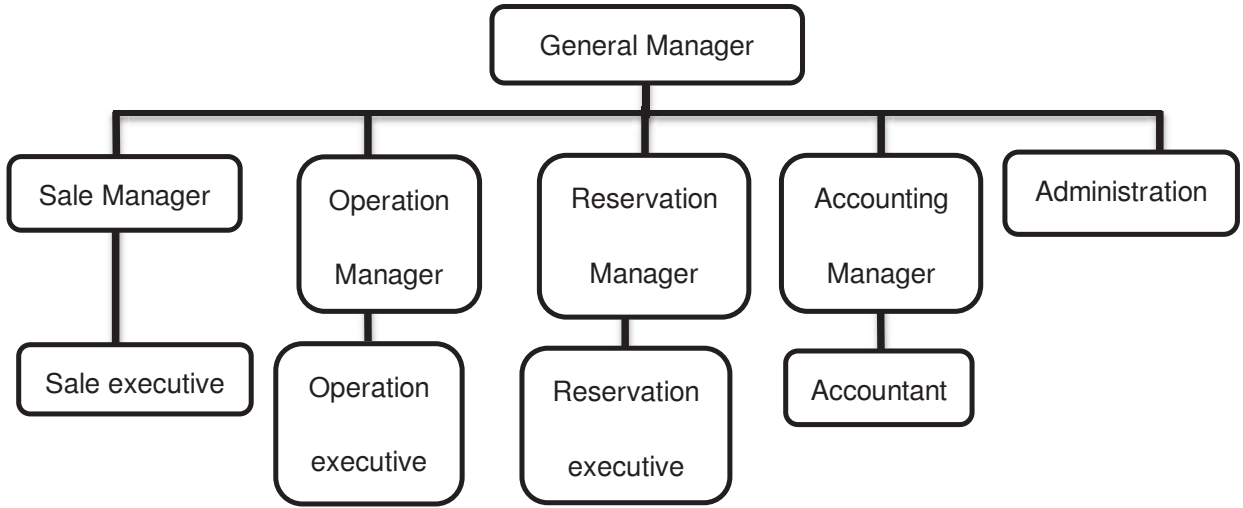 General Manager
Sale Manager
Operation
Manager
Reservation
Manager
Accounting
Manager
Administration
Sale executive
Operation
executive
Reservation
executive
Accountant